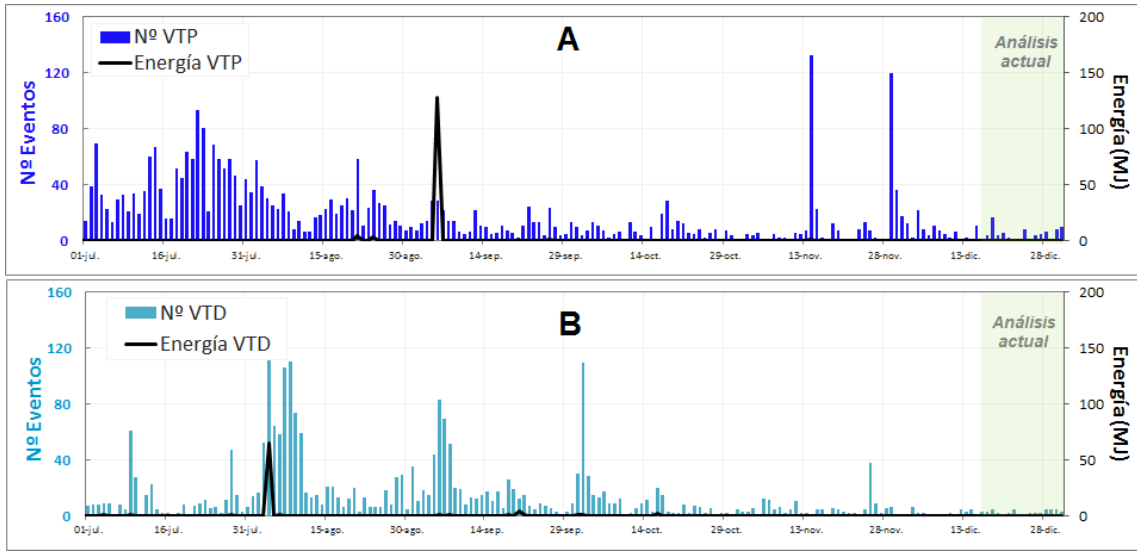 160
120
80
40
0
Nº Eventos
Nº VTP
Energía VTP
A
Análisis
actual
200
150
100
50
0
Energía (MJ)
01-jul. 16-jul. 31-jul. 15-ago. 30-ago. 14-sep. 29-sep. 14-oct. 29-oct. 13-nov. 28-nov. 13-dic. 28-dic.
160
120
80
40
0
Nº Eventos
Nº VTD
Energía VTD
B
Análisis
actual
200
150
100
50
0
Energía (MJ)
01-jul. 16-jul. 31-jul. 15-ago. 30-ago. 14-sep. 29-sep. 14-oct. 29-oct. 13-nov. 28-nov. 13-dic. 28-dic.